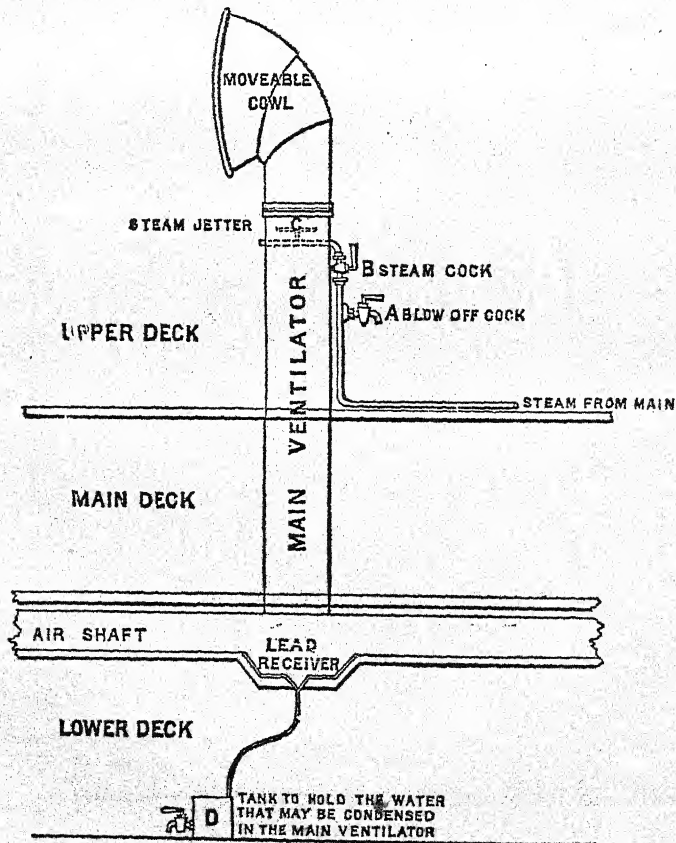 MOVEABLE
COWL
STEAM JETTER
C
B STEAM COCK
A BLOW OFF COCK
UPPER DECK
MAIN VENTILATOR
STEAM FROM MAIN
MAIN DECK
AIR SHAFT
LEAD
RECEIVER
LOWER DECK
D
TANK TO HOLD THE WATER
THAT MAY BE CONDENSED
IN THE MAIN VENTILATOR